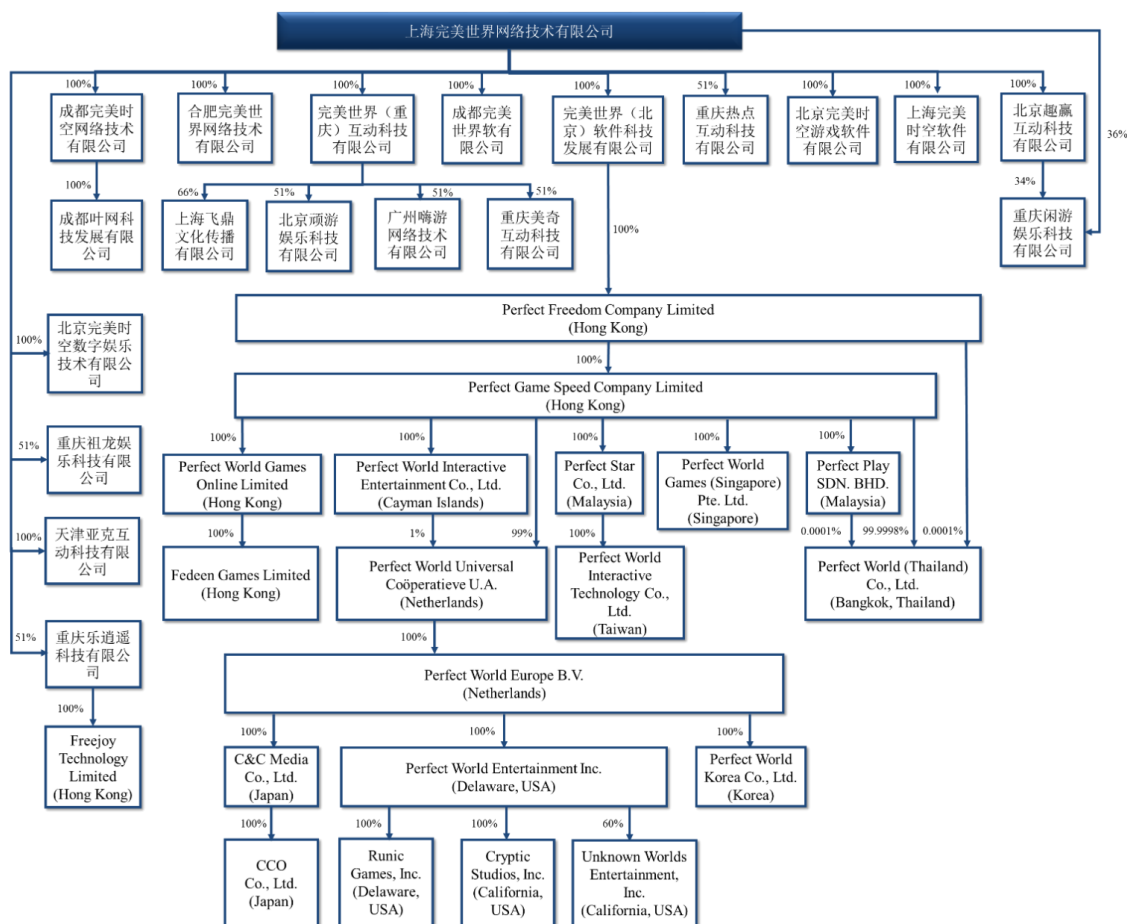 上海完美世界网络技术有限公司
100%
100%
100%
100%
100%
51%
100%
100%
100%
36%
成都完美时
空网络技术
有限公司
合肥完美世
界网络技术
有限公司
完美世界（重
庆）互动科技
有限公司
成都完美
世界软有
限公司
完美世界（北
京）软件科技
发展有限公司
重庆热点
互动科技
有限公司
北京完美时
空游戏软件
有限公司
上海完美
时空软件
有限公司
北京趣赢
互动科技
有限公司
100%
66%
51%
51%
51%
100%
34%
成都叶网科
技发展有限公
司
上海飞鼎
文化传播
有限公司
北京顽游
娱乐科技
有限公司
广州嗨游
网络技术
有限公司
重庆美奇
互动科技
有限公司
重庆闲游
娱乐科技
有限公司
Perfect Freedom Company Limited
(Hong Kong)
100%
北京完美时
空数字娱乐
技术有限公
司
100%
Perfect Game Speed Company Limited
(Hong Kong)
51%
重庆祖龙娱
乐科技有限公
司
100%
100%
99%
100%
100%
100%
99.9998%
0.0001%
Perfect World Games
Online Limited
(Hong Kong)
Perfect World Interactive
Entertainment Co., Ltd.
(Cayman Islands)
Perfect Star
Co., Ltd.
(Malaysia)
Perfect World
Games (Singapore)
Pte. Ltd.
(Singapore)
Perfect Play
SDN. BHD.
(Malaysia)
100%
天津亚克互
动科技有限
公司
100%
1%
100%
0.0001%
Fedeen Games Limited
(Hong Kong)
Perfect World Universal
Coöperatieve U.A.
(Netherlands)
Perfect World
Interactive
Technology Co.,
Ltd.
(Taiwan)
Perfect World (Thailand)
Co., Ltd.
(Bangkok, Thailand)
51%
重庆乐逍遥
科技有限公
司
100%
Perfect World Europe B.V.
(Netherlands)
100%
Freejoy
Technology
Limited
(Hong Kong)
100%
100%
100%
C&C Media
Co., Ltd.
(Japan)
Perfect World Entertainment Inc.
(Delaware, USA)
Perfect World
Korea Co., Ltd.
(Korea)
100%
100%
100%
60%
CCO
Co., Ltd.
(Japan)
Runic
Games, Inc.
(Delaware,
USA)
Cryptic
Studios, Inc.
(California,
USA)
Unknown Worlds
Entertainment,
Inc.
(California, USA)